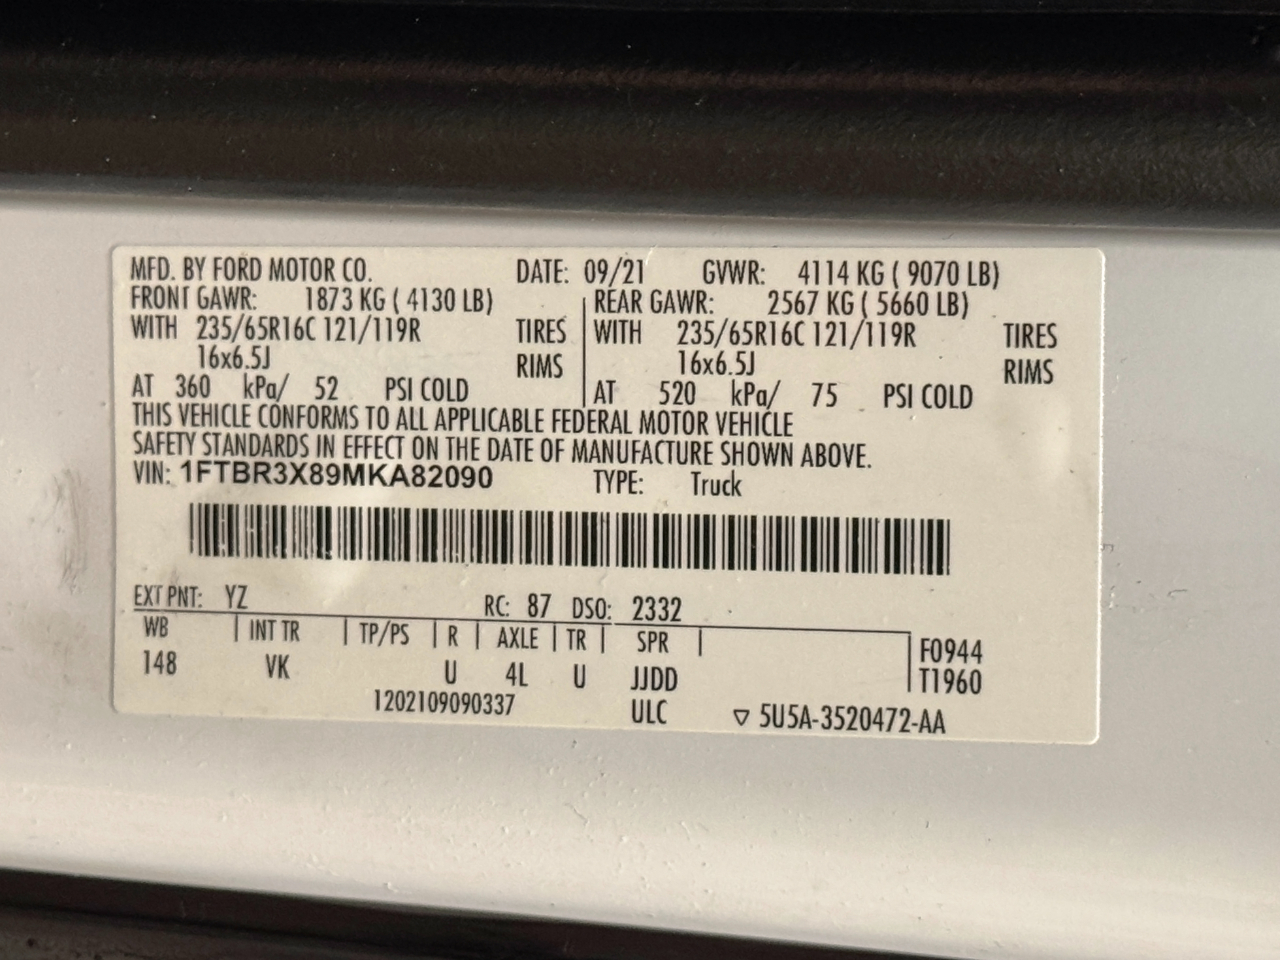 MFD. BY FORD MOTOR CO. DATE: 09/21 GVWR: 4114 KG ( 9070 LB)
FRONT GAWR: 1873 KG ( 4130 LB) REAR GAWR: 2567 KG ( 5660 LB)
WITH 235/65R16C 121/119R TIRES WITH 235/65R16C 121/119R TIRES
16x6.5J RIMS 16x6.5J RIMS
AT 360 kPa/ 52 PSI COLD AT 520 kPa/ 75 PSI COLD
THIS VEHICLE CONFORMS TO ALL APPLICABLE FEDERAL MOTOR VEHICLE
SAFETY STANDARDS IN EFFECT ON THE DATE OF MANUFACTURE SHOWN ABOVE.
VIN: 1FTBR3X89MKA82090 TYPE: Truck
EXT PNT: YZ RC: 87 DSO: 2332
WB INT TR TP/PS R AXLE TR SPR F0944
148 VK U 4L U JJDD T1960
1202109090337 ULC ▽ 5U5A-3520472-AA